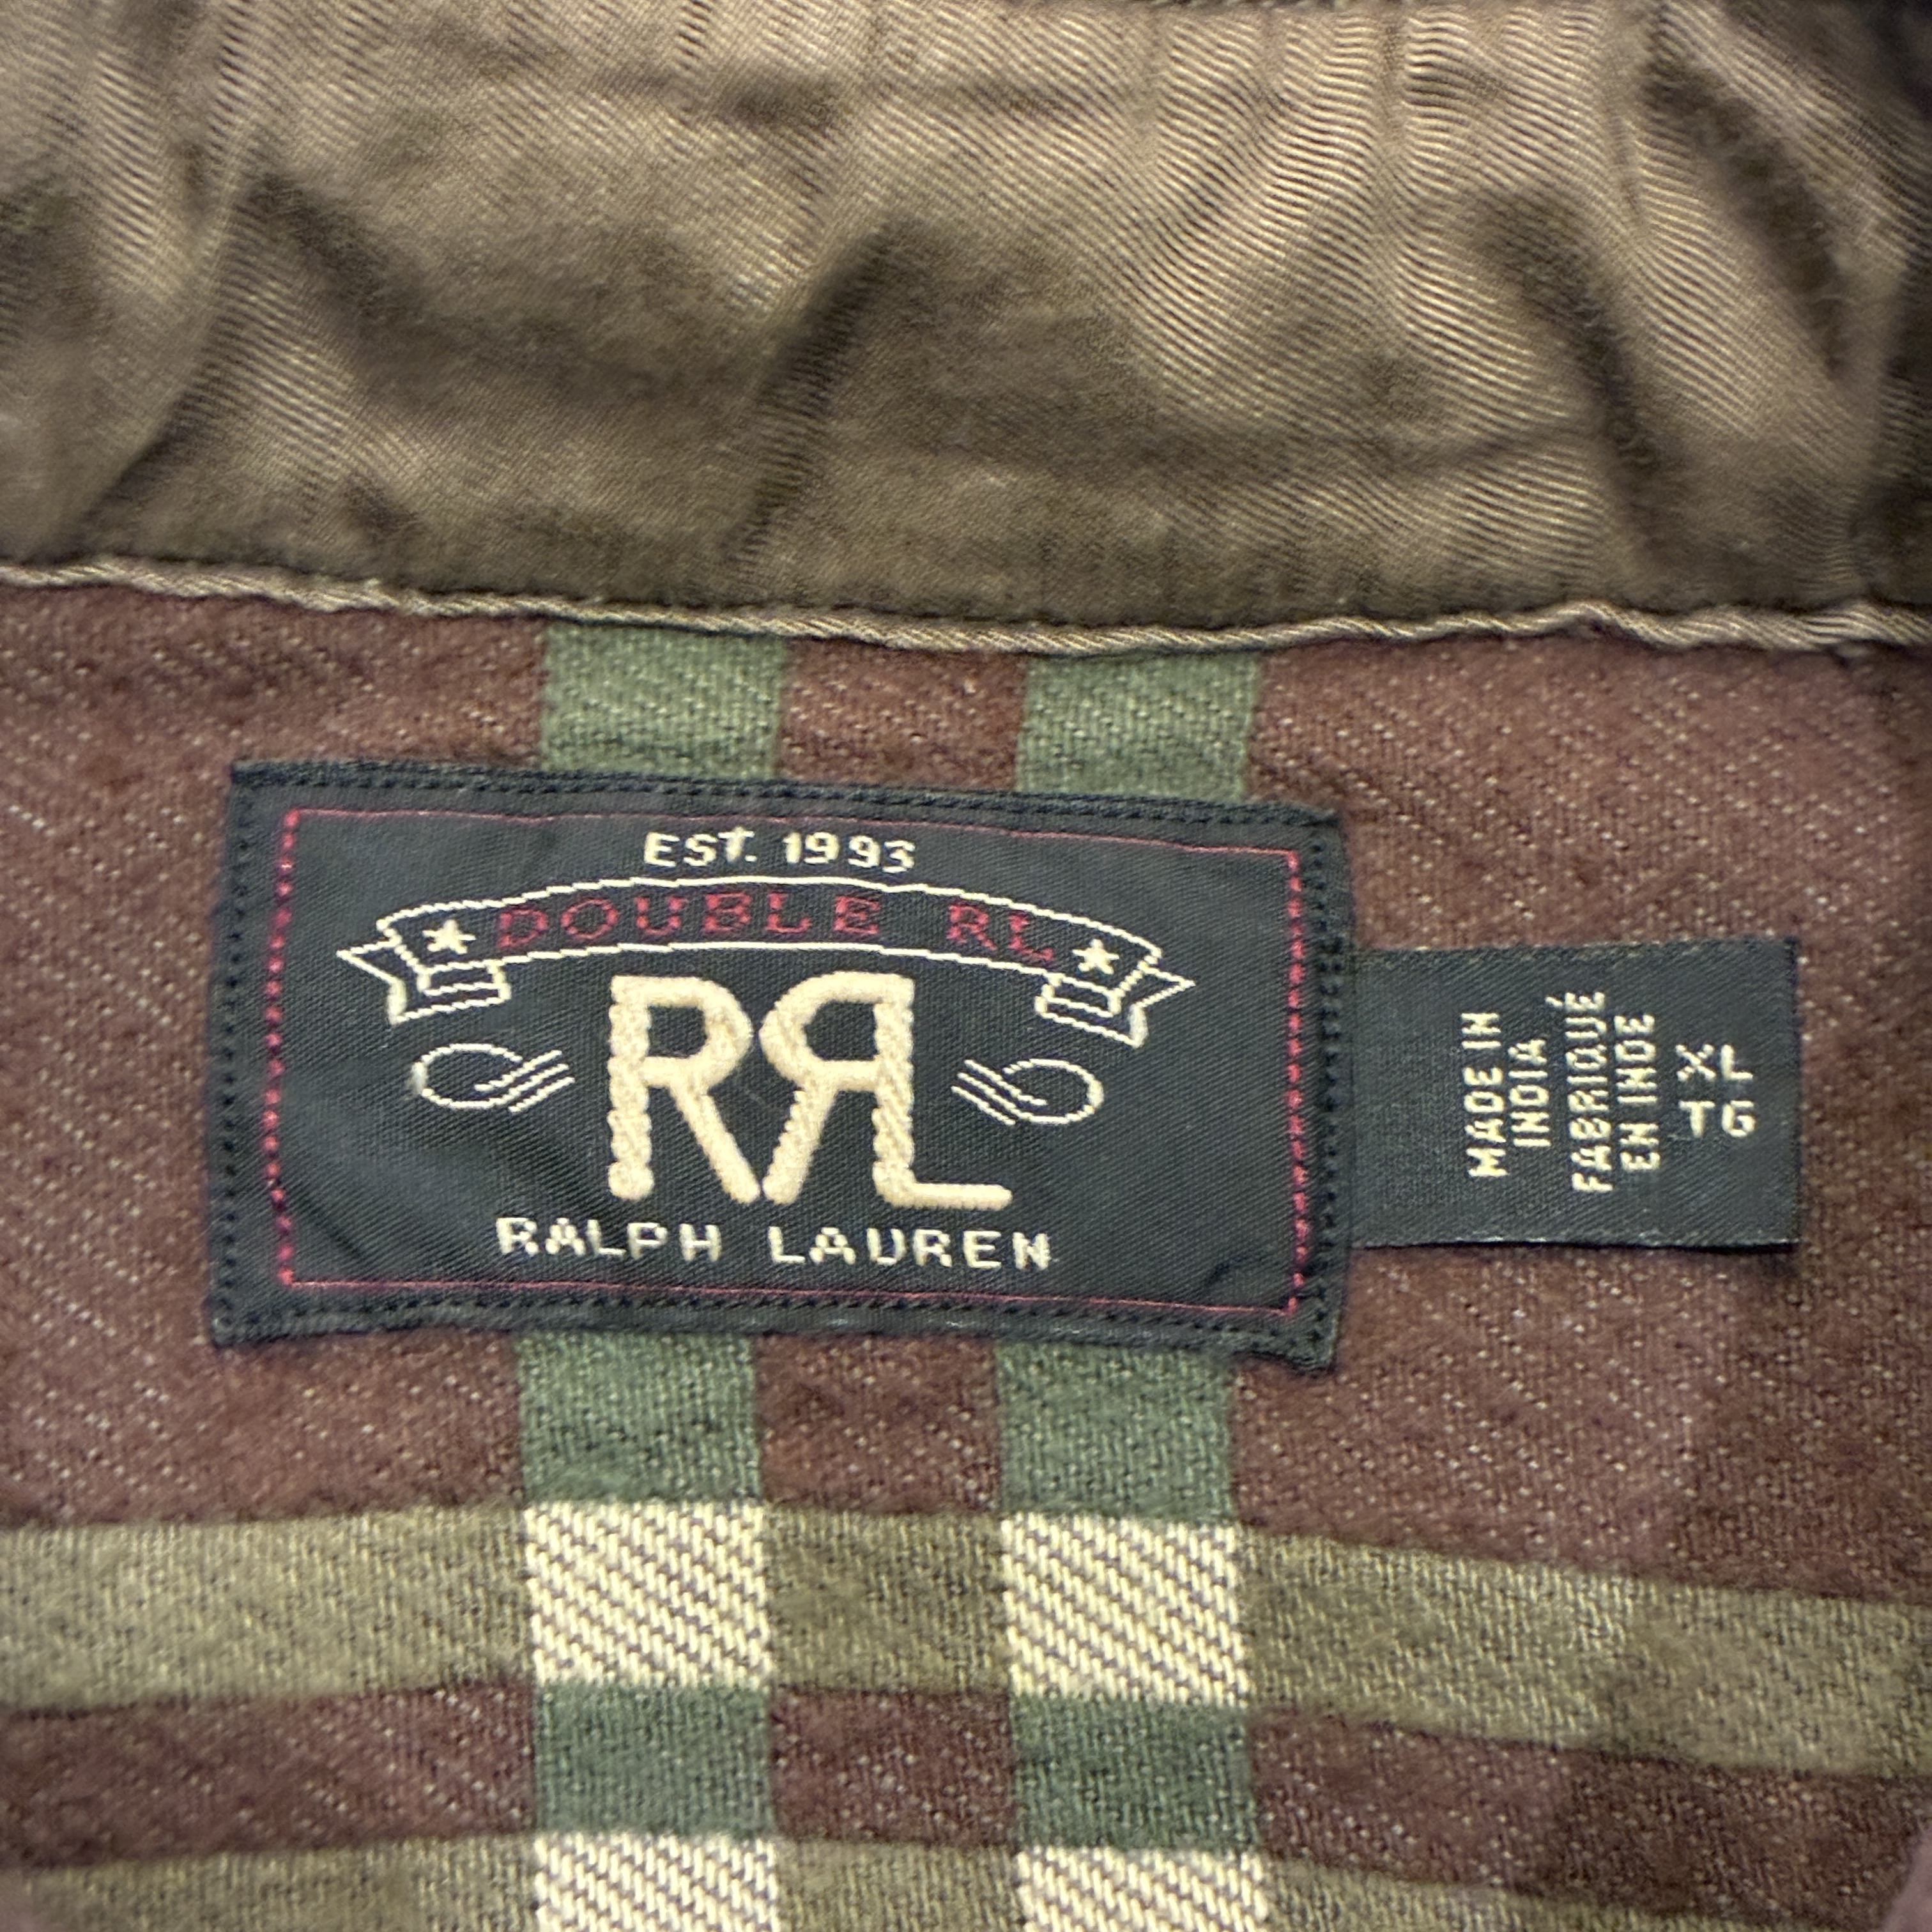 EST. 1993
DOUBLE RL
RRL
RALPH LAUREN
MADE IN
INDIA
FABRIQUÉ
EN INDE
XL
TG